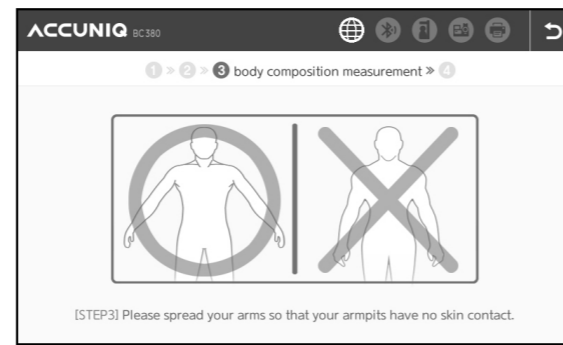 ACCUNIQ BC380
1 » 2 » 3 body composition measurement » 4
[STEP3] Please spread your arms so that your armpits have no skin contact.